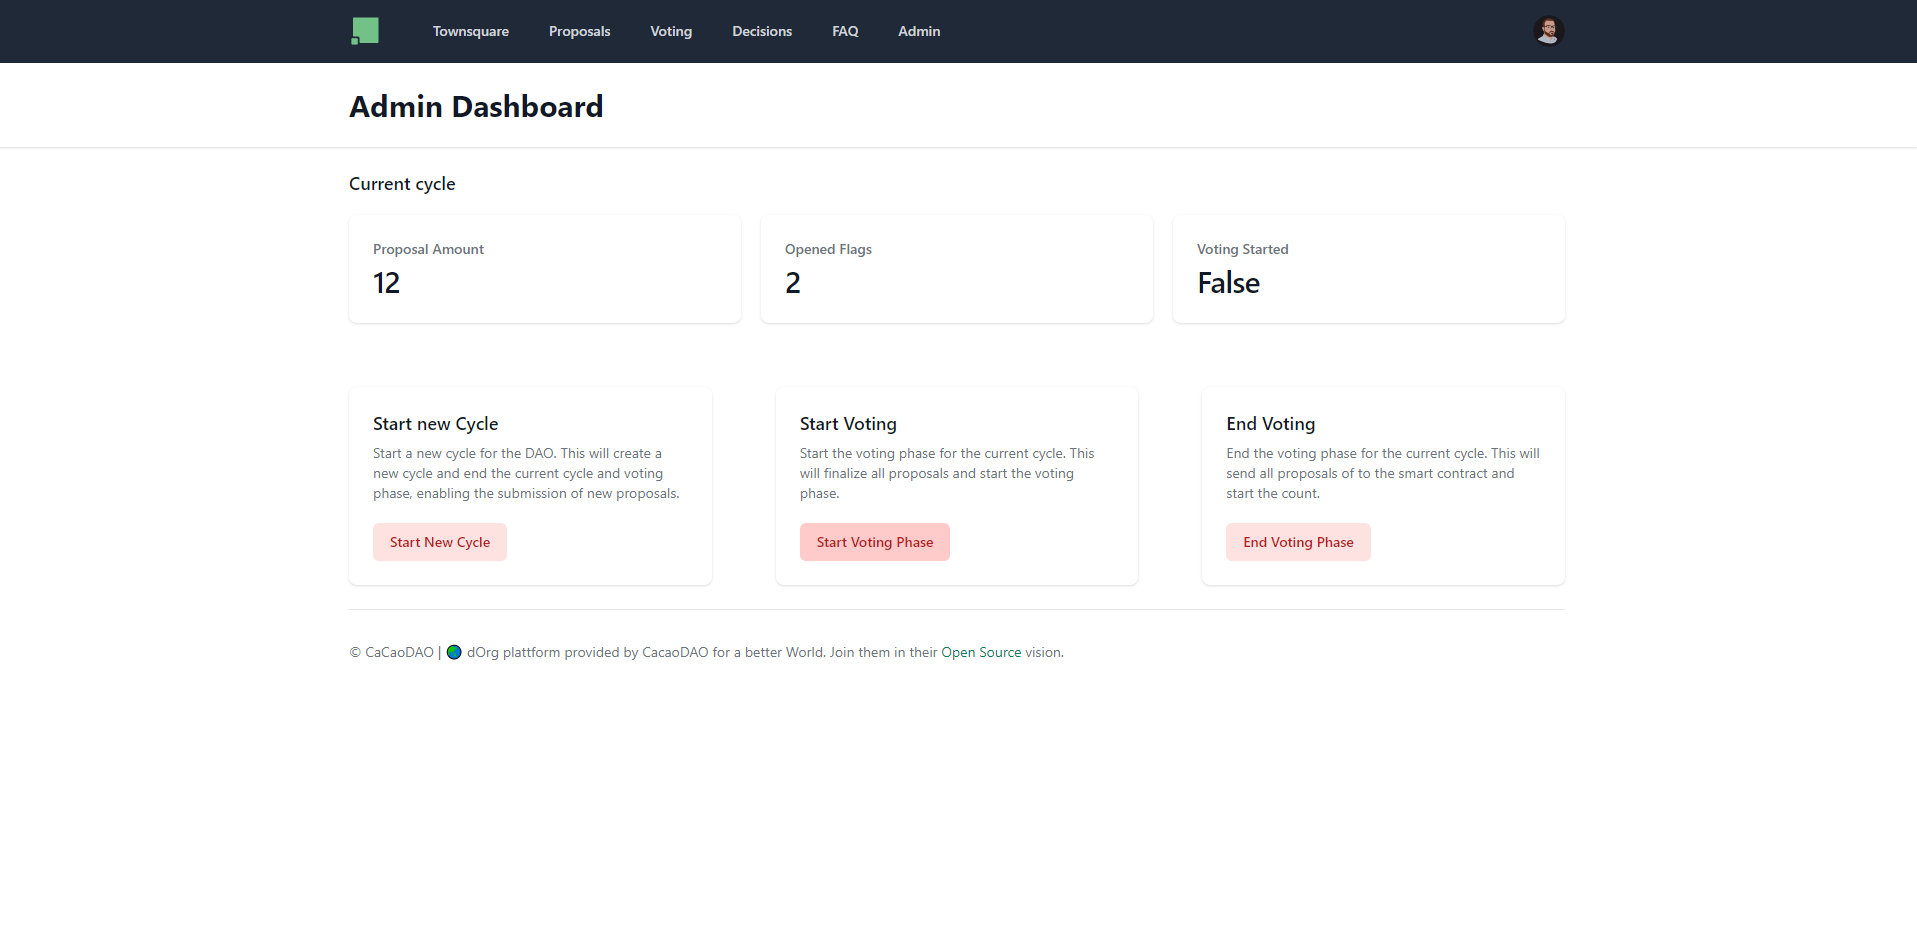 Townsquare Proposals Voting Decisions FAQ Admin
Admin Dashboard
Current cycle
Proposal Amount
12
Opened Flags
2
Voting Started
False
Start new Cycle
Start a new cycle for the DAO. This will create a
new cycle and end the current cycle and voting
phase, enabling the submission of new proposals.
Start New Cycle
Start Voting
Start the voting phase for the current cycle. This
will finalize all proposals and start the voting
phase.
Start Voting Phase
End Voting
End the voting phase for the current cycle. This will
send all proposals of to the smart contract and
start the count.
End Voting Phase
© CaCaoDAO | 🌍 dOrg plattform provided by CacaoDAO for a better World. Join them in their Open Source vision.